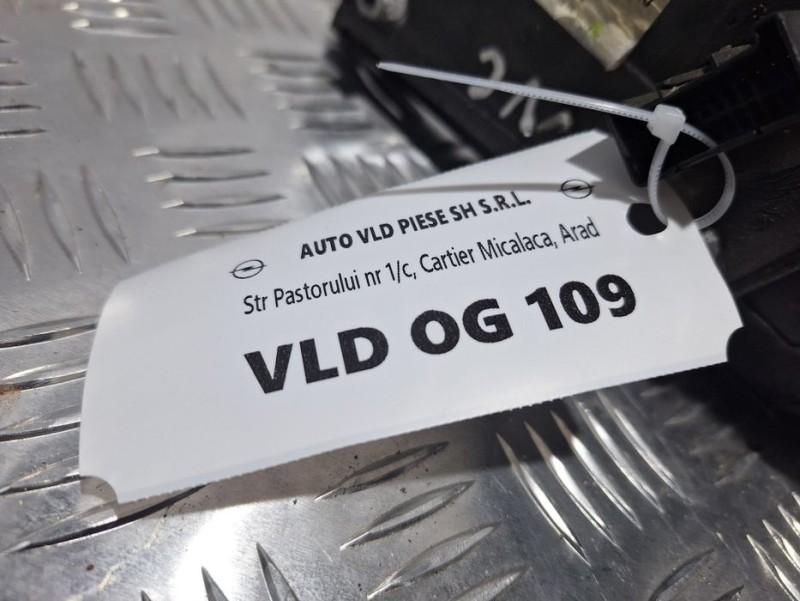 AUTO VLD PIESE SH S.R.L.
Str Pastorului nr 1/c, Cartier Micalaca, Arad
VLD OG 109